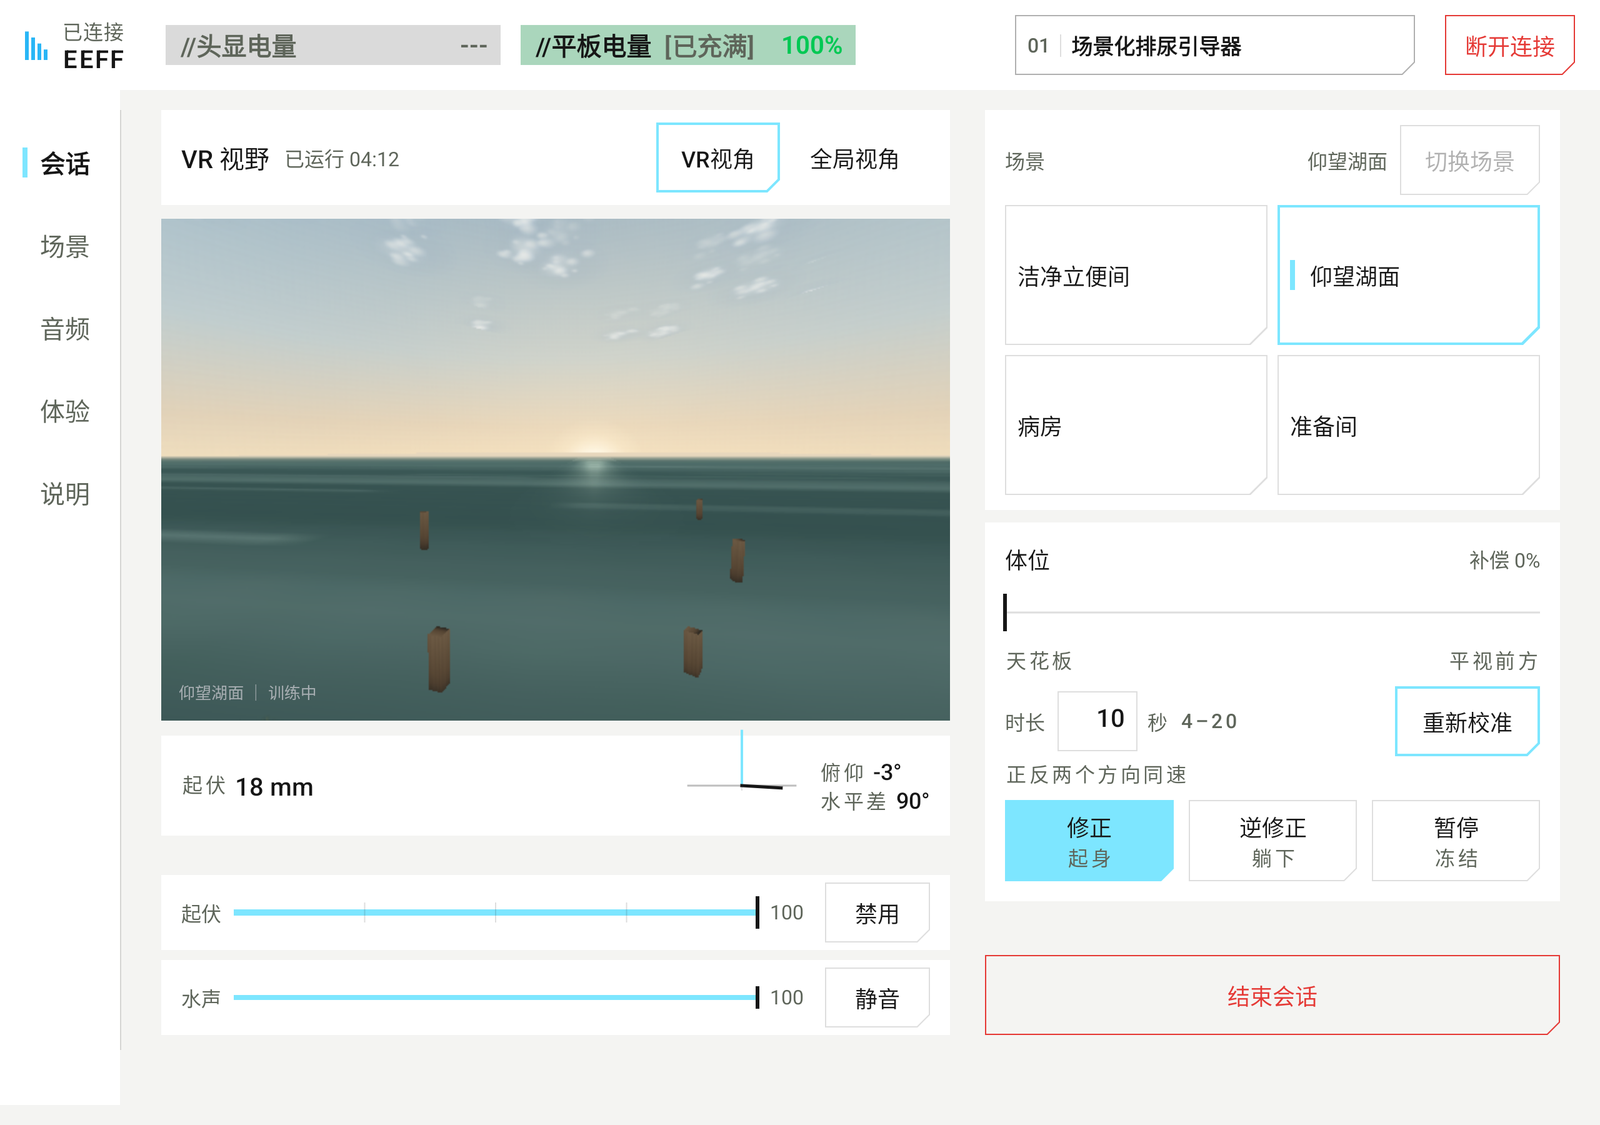 已连接
EEFF
//头显电量 ---
//平板电量 [已充满] 100%
01 场景化排尿引导器
断开连接
会话
场景
音频
体验
说明
VR 视野 已运行 04:12
VR视角
全局视角
仰望湖面 训练中
起伏 18 mm
俯仰 -3°
水平差 90°
起伏 100 禁用
水声 100 静音
场景 仰望湖面 切换场景
洁净立便间
仰望湖面
病房
准备间
体位 补偿 0%
天花板 平视前方
时长 10 秒 4–20
重新校准
正反两个方向同速
修正
起身
逆修正
躺下
暂停
冻结
结束会话